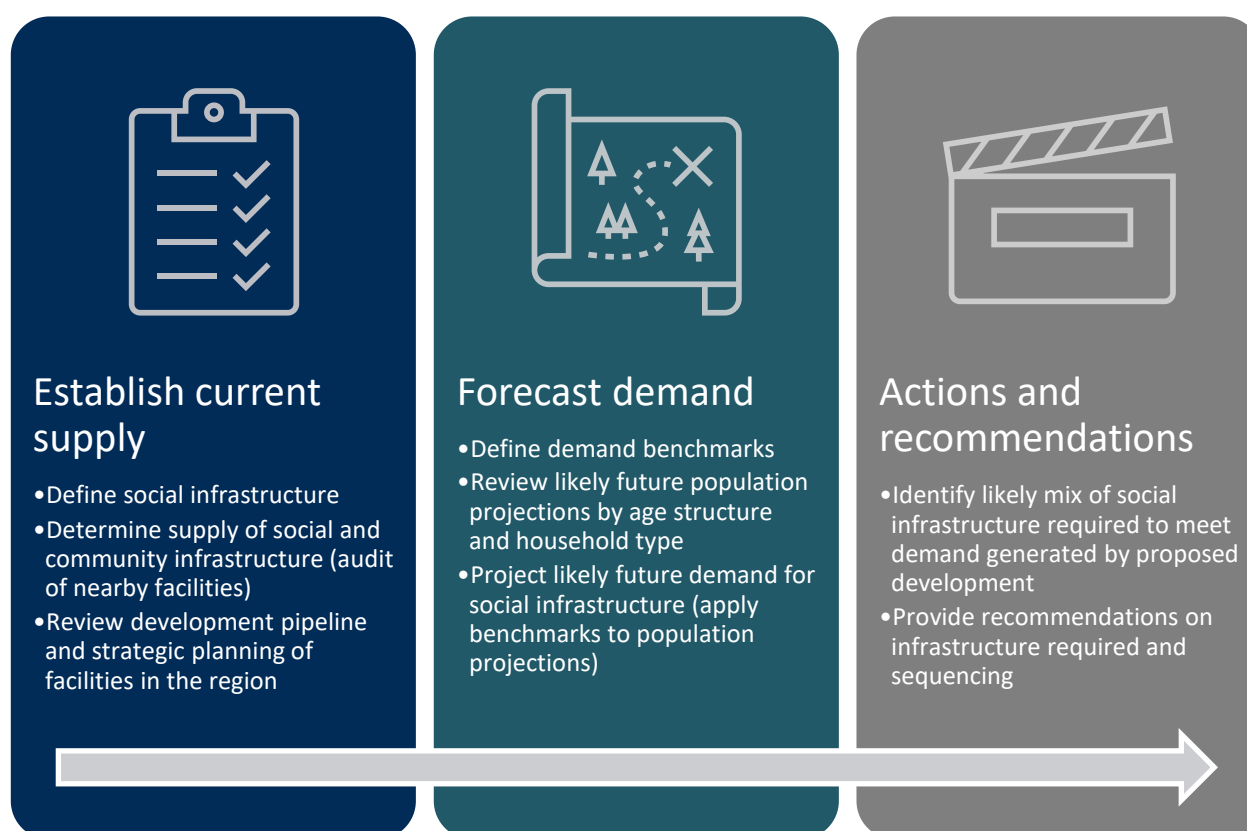 Establish current
supply
•Define social infrastructure
•Determine supply of social and
community infrastructure (audit
of nearby facilities)
•Review development pipeline
and strategic planning of
facilities in the region
Forecast demand
•Define demand benchmarks
•Review likely future population
projections by age structure
and household type
•Project likely future demand for
social infrastructure (apply
benchmarks to population
projections)
Actions and
recommendations
•Identify likely mix of social
infrastructure required to meet
demand generated by proposed
development
•Provide recommendations on
infrastructure required and
sequencing